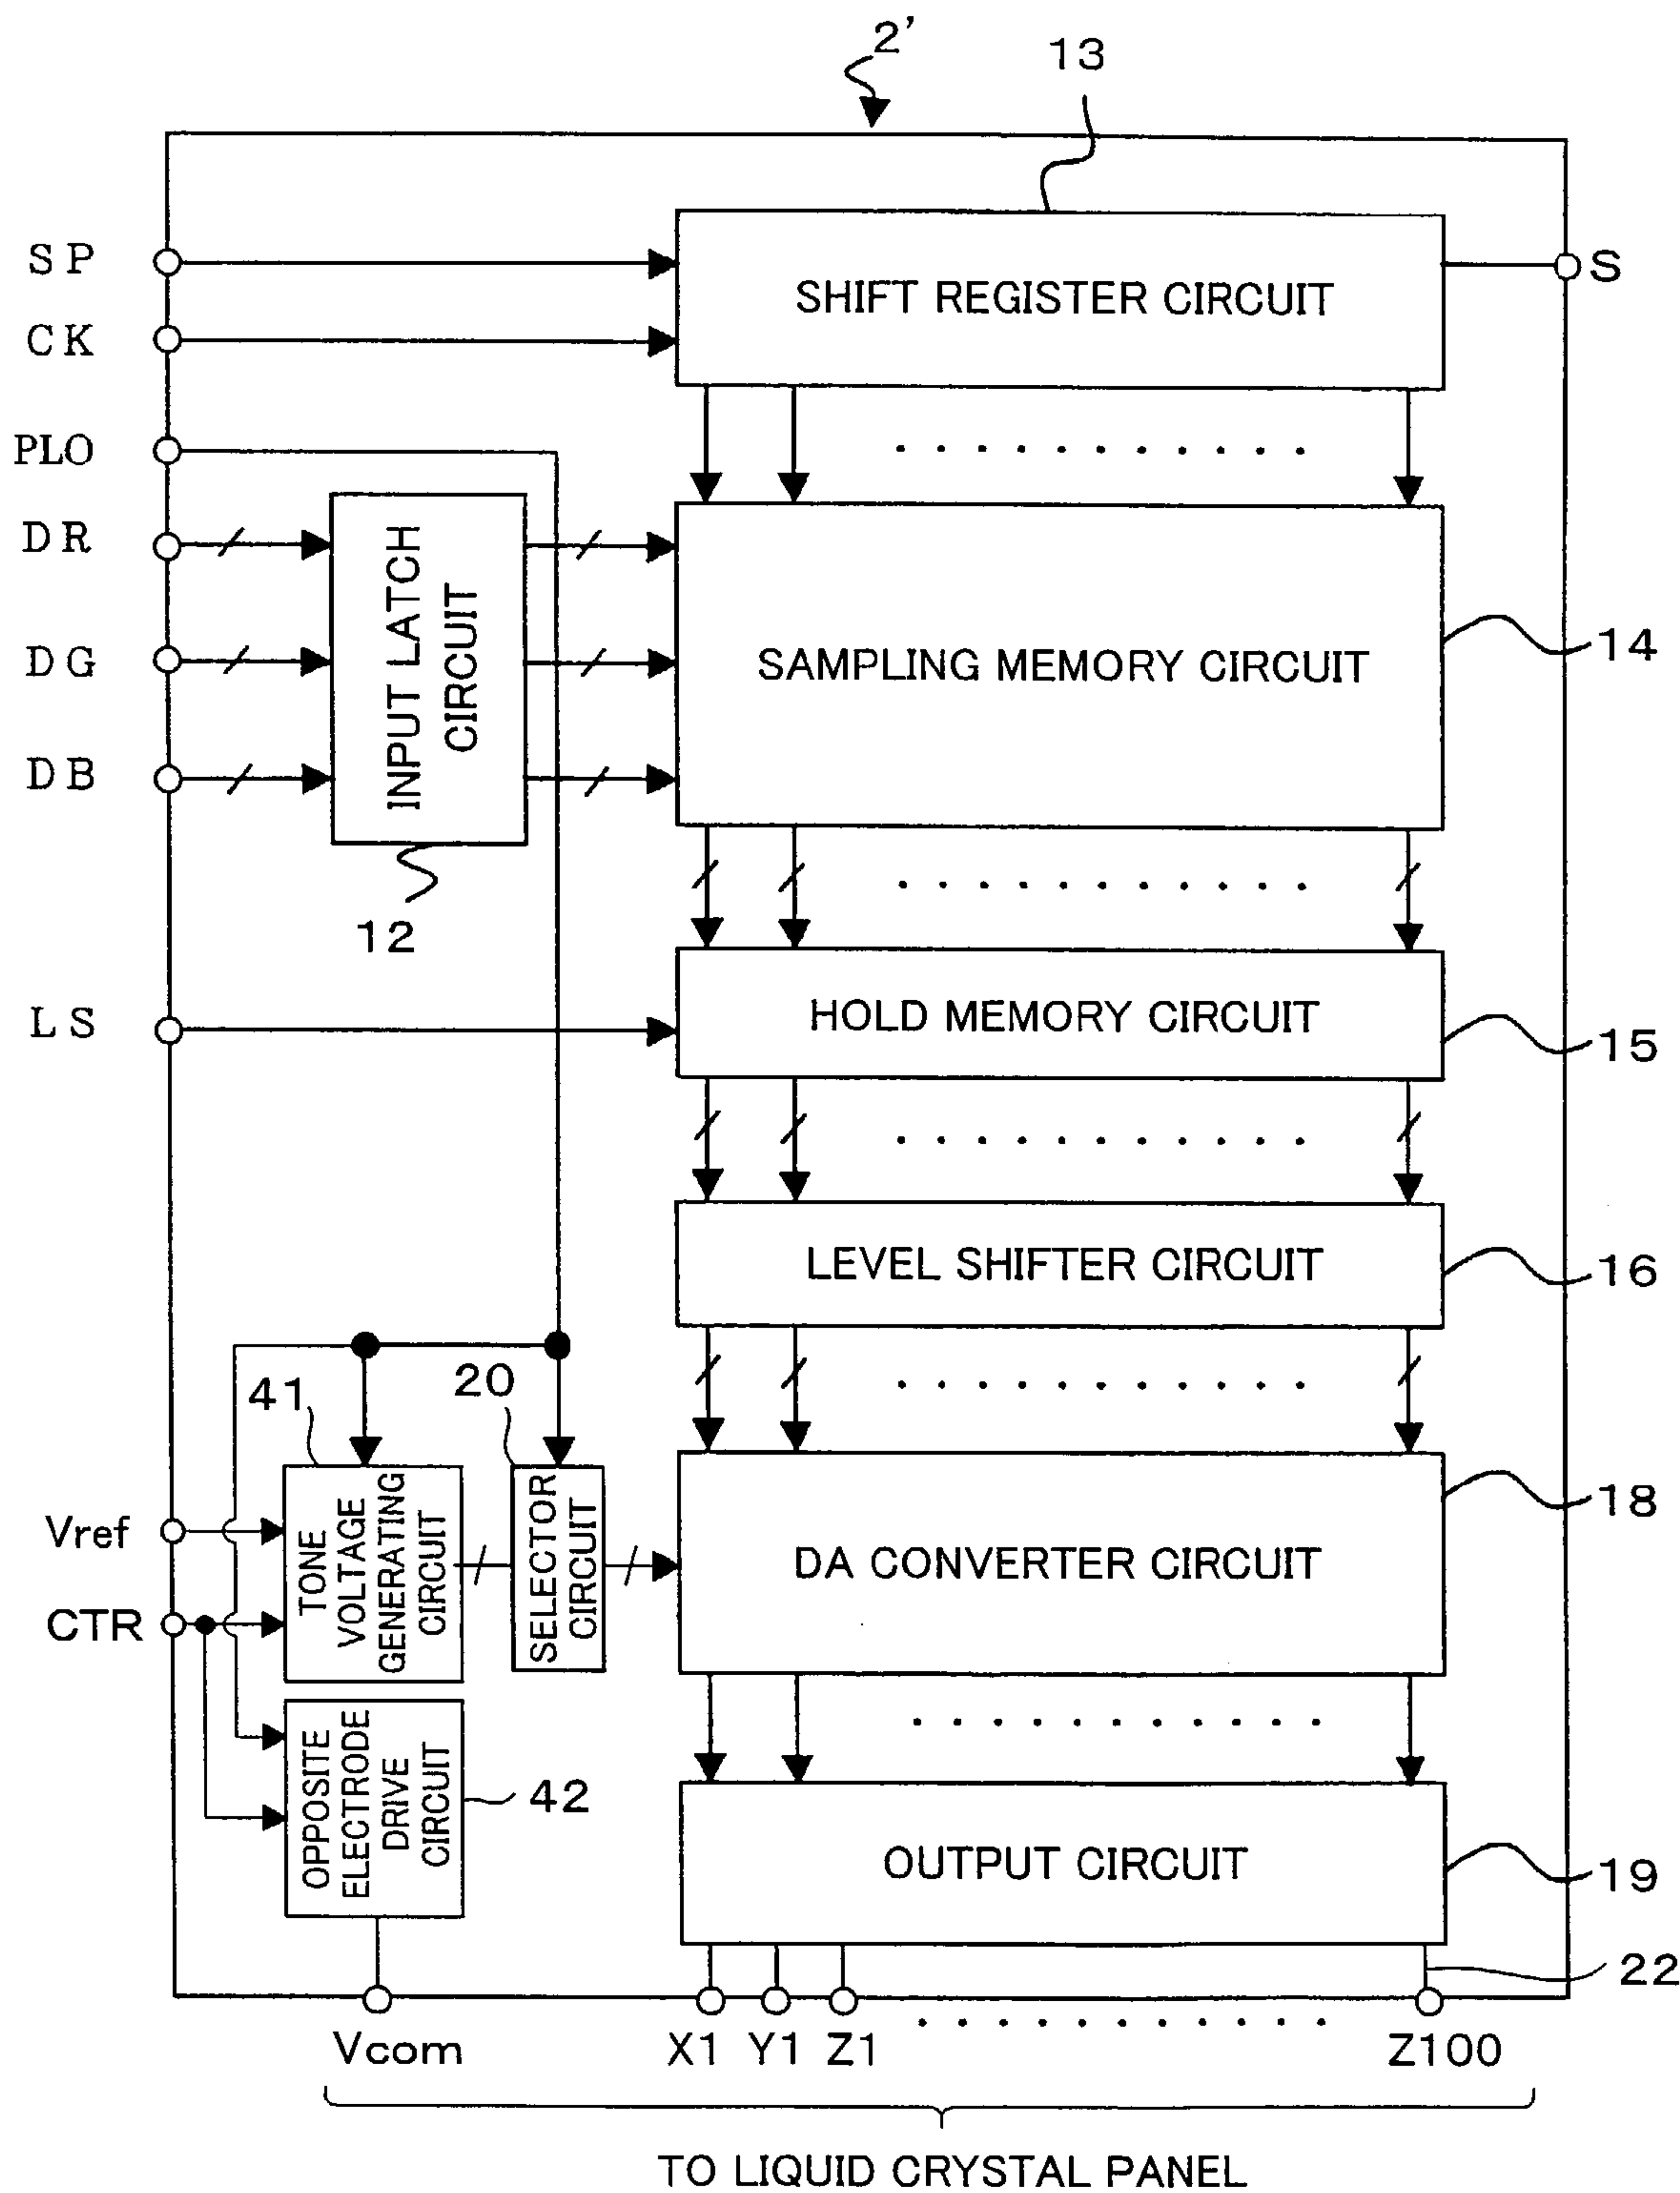 2'
13
SP
SHIFT REGISTER CIRCUIT
S
CK
PLO
DR
INPUT LATCH
CIRCUIT
DG
SAMPLING MEMORY CIRCUIT
14
DB
12
LS
HOLD MEMORY CIRCUIT
15
LEVEL SHIFTER CIRCUIT
16
41
20
18
Vref
TONE
VOLTAGE
GENERATING
CIRCUIT
SELECTOR
CIRCUIT
DA CONVERTER CIRCUIT
CTR
OPPOSITE
ELECTRODE
DRIVE
CIRCUIT
42
OUTPUT CIRCUIT
19
22
Vcom
X1
Y1
Z1
Z100
TO LIQUID CRYSTAL PANEL